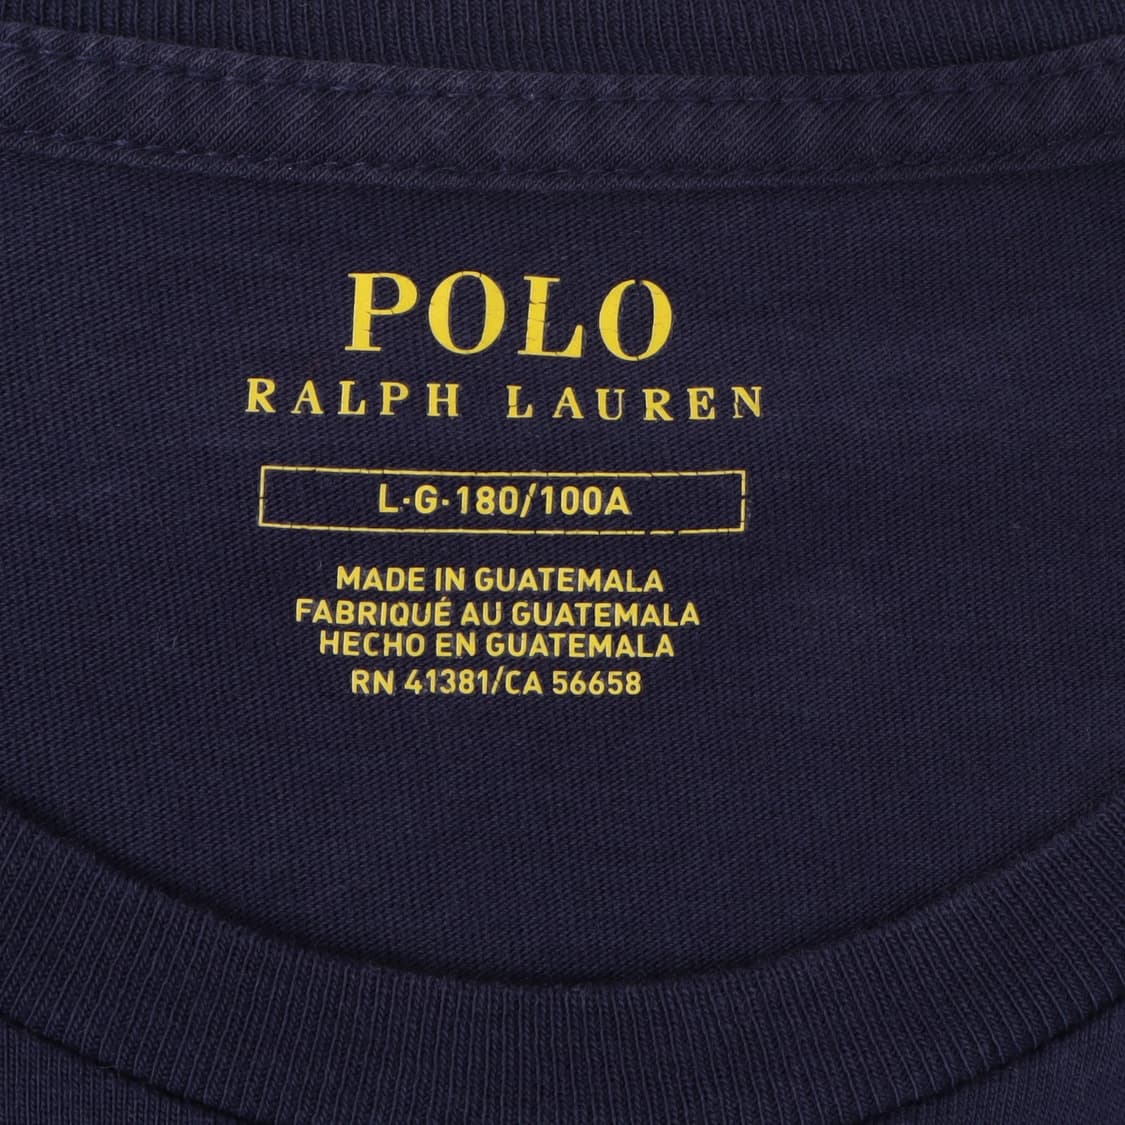 POLO
RALPH LAUREN
L·G·180/100A
MADE IN GUATEMALA
FABRIQUÉ AU GUATEMALA
HECHO EN GUATEMALA
RN 41381/CA 56658